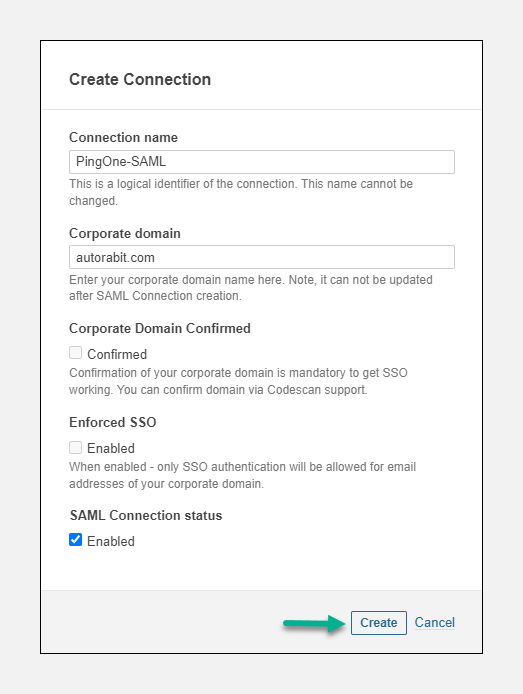 Create Connection
Connection name
PingOne-SAML
This is a logical identifier of the connection. This name cannot be
changed.
Corporate domain
autorabit.com
Enter your corporate domain name here. Note, it can not be updated
after SAML Connection creation.
Corporate Domain Confirmed
Confirmed
Confirmation of your corporate domain is mandatory to get SSO
working. You can confirm domain via Codescan support.
Enforced SSO
Enabled
When enabled - only SSO authentication will be allowed for email
addresses of your corporate domain.
SAML Connection status
Enabled
Create Cancel